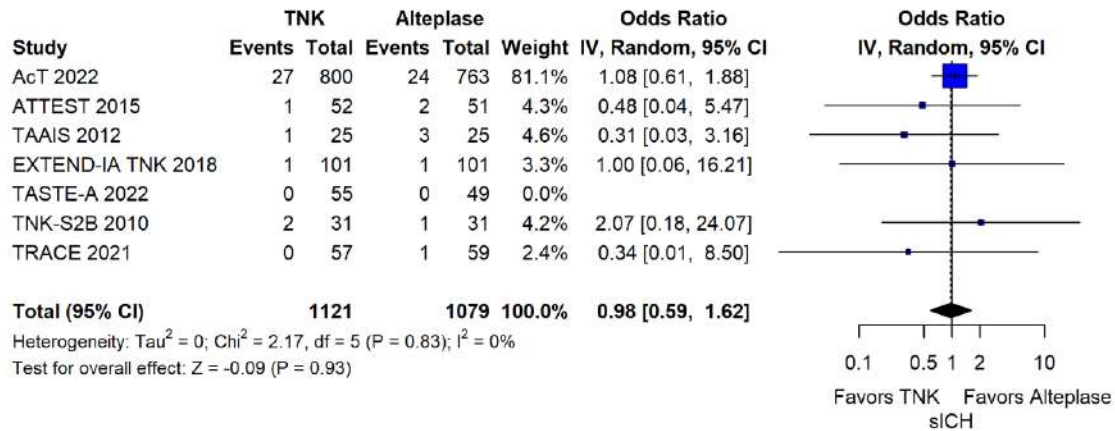 TNK Alteplase Odds Ratio Odds Ratio
Study Events Total Events Total Weight IV, Random, 95% CI IV, Random, 95% CI
AcT 2022 27 800 24 763 81.1% 1.08 [0.61, 1.88]
ATTEST 2015 1 52 2 51 4.3% 0.48 [0.04, 5.47]
TAAIS 2012 1 25 3 25 4.6% 0.31 [0.03, 3.16]
EXTEND-IA TNK 2018 1 101 1 101 3.3% 1.00 [0.06, 16.21]
TASTE-A 2022 0 55 0 49 0.0%
TNK-S2B 2010 2 31 1 31 4.2% 2.07 [0.18, 24.07]
TRACE 2021 0 57 1 59 2.4% 0.34 [0.01, 8.50]
Total (95% CI) 1121 1079 100.0% 0.98 [0.59, 1.62]
Heterogeneity: Tau² = 0; Chi² = 2.17, df = 5 (P = 0.83); I² = 0%
Test for overall effect: Z = -0.09 (P = 0.93)
0.1 0.5 1 2 10
Favors TNK Favors Alteplase
sICH